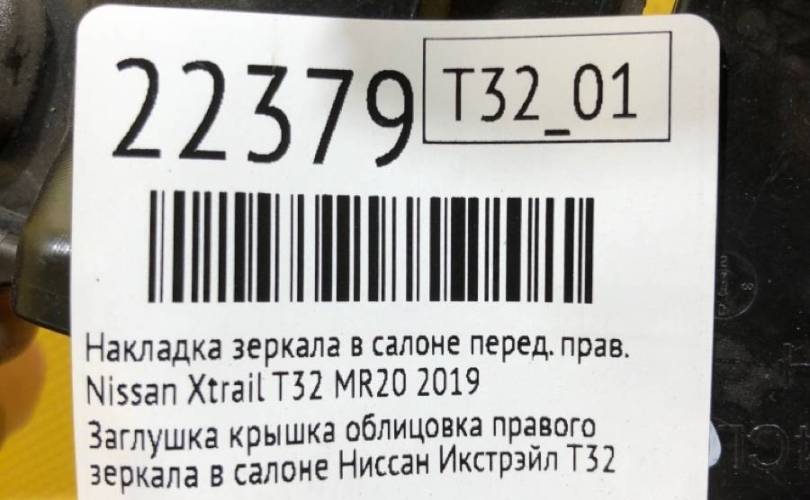 22379
T32_01
Накладка зеркала в салоне перед. прав.
Nissan Xtrail T32 MR20 2019
Заглушка крышка облицовка правого
зеркала в салоне Ниссан Икстрэйл Т32